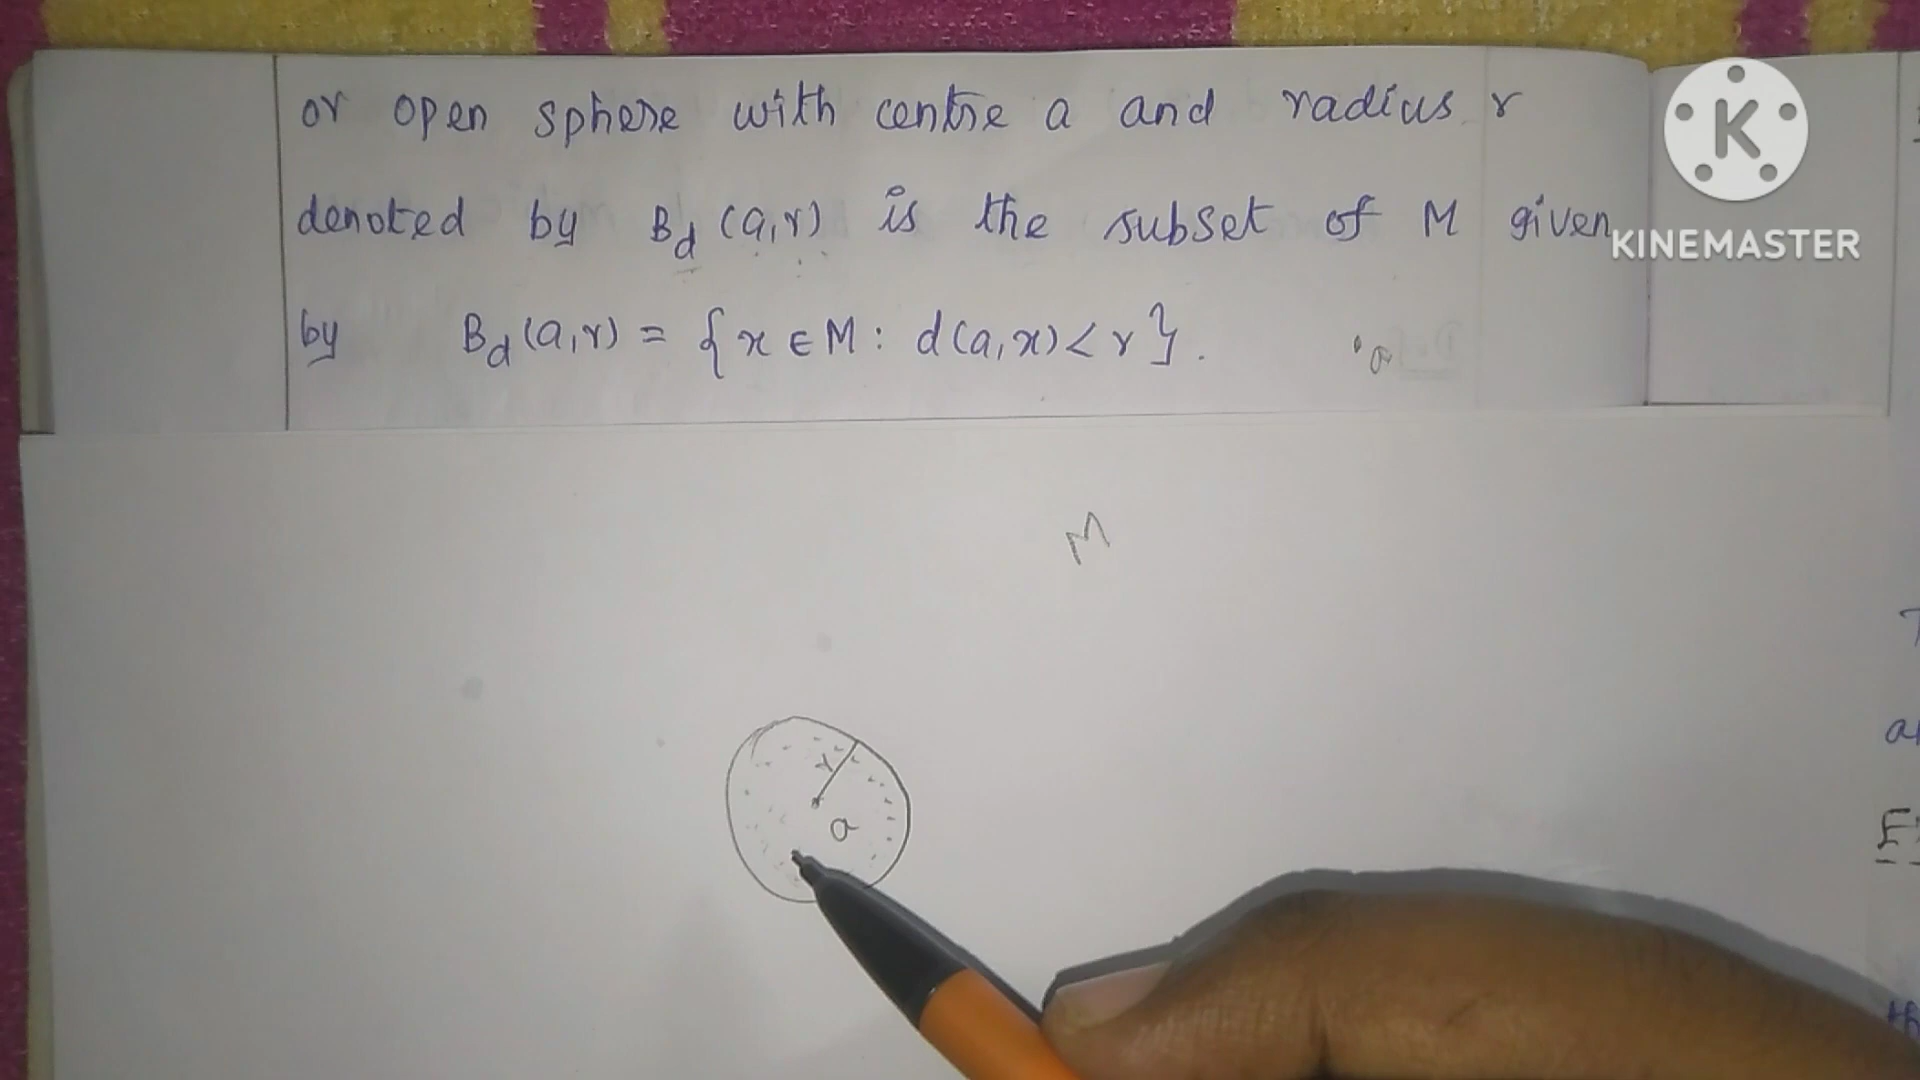 or open sphere with centre a and radius r
denoted by B_d (a,r) is the subset of M given
by B_d (a,r) = { x ∈ M : d(a,x) < r }.
a
K
KINEMASTER
M
r
a